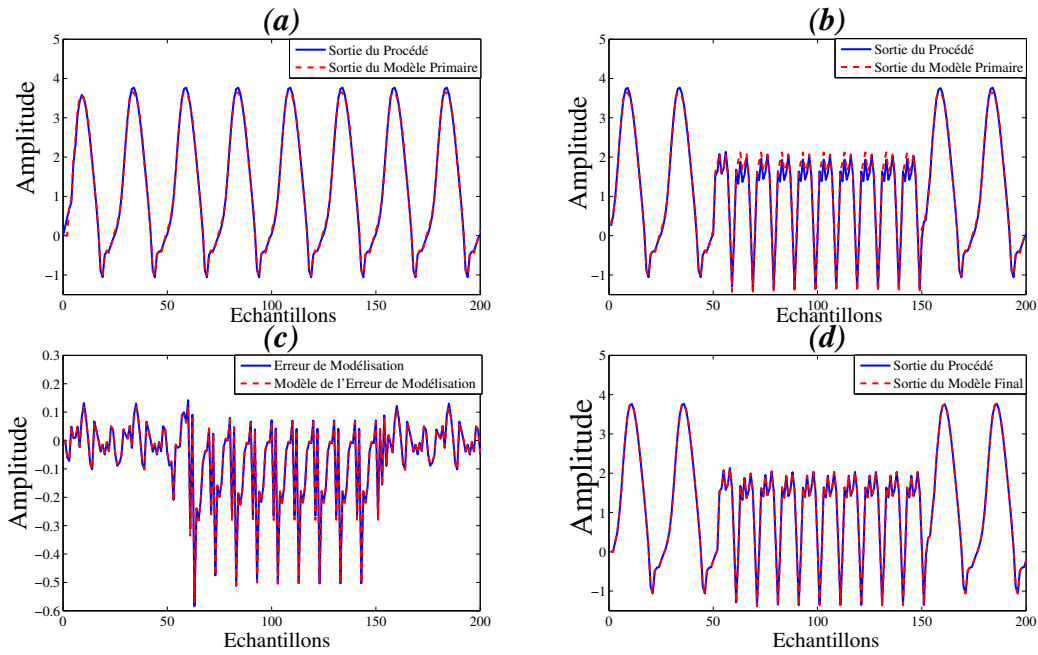 (a)
Sortie du Procédé
Sortie du Modèle Primaire
Amplitude
5
4
3
2
1
0
−1
0
50
100
150
200
Echantillons
(b)
Sortie du Procédé
Sortie du Modèle Primaire
Amplitude
5
4
3
2
1
0
−1
0
50
100
150
200
Echantillons
(c)
Erreur de Modélisation
Modèle de l'Erreur de Modélisation
Amplitude
0.3
0.2
0.1
0
−0.1
−0.2
−0.3
−0.4
−0.5
−0.6
0
50
100
150
200
Echantillons
(d)
Sortie du Procédé
Sortie du Modèle Final
Amplitude
5
4
3
2
1
0
−1
0
50
100
150
200
Echantillons